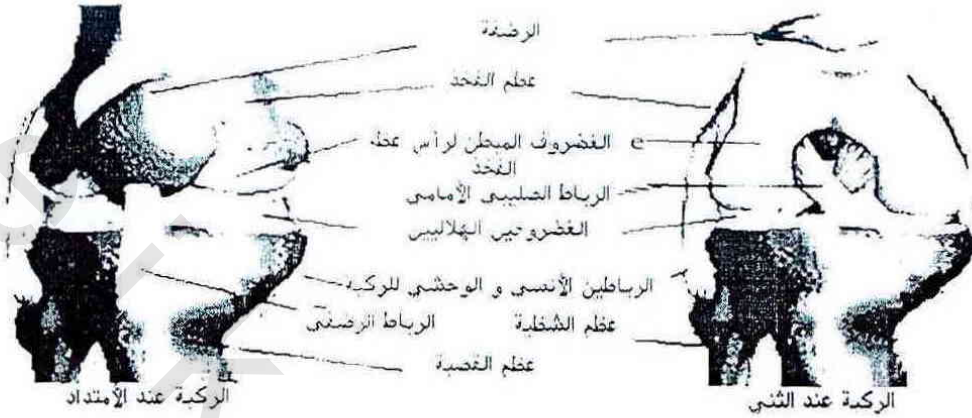 الرضفة
عظم الفخذ
e الغضروف المبطن لرأس عظم
الفخذ
الرباط الصليبي الأمامي
الغضروفين الهلاليين
الرباطين الأنسي و الوحشي للركبة
الرباط الرضفي عظم الشظية
عظم القصبة
الركبة عند الأمتداد الركبة عند الثني